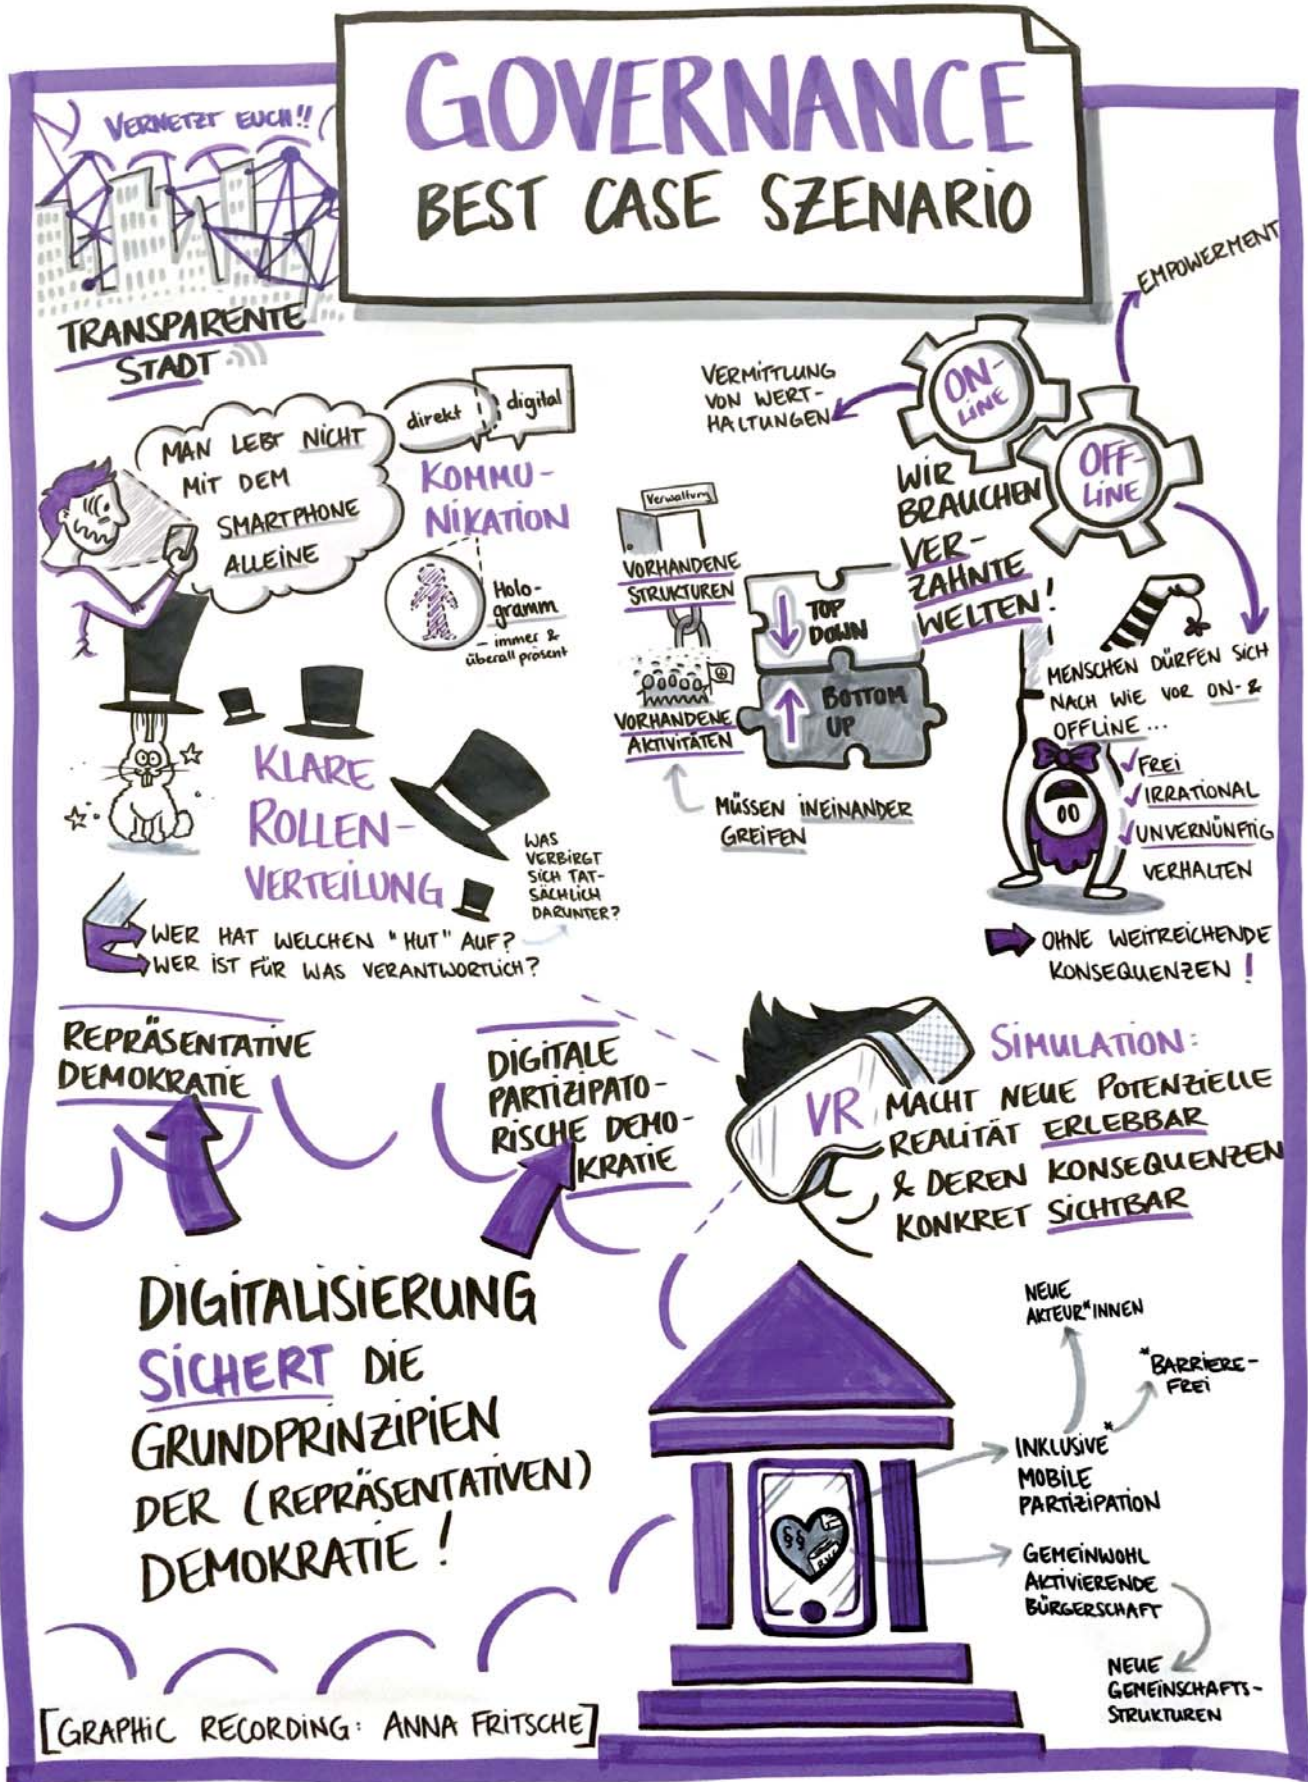 GOVERNANCE
BEST CASE SZENARIO
VERNETZT EUCH!!
TRANSPARENTE
STADT
MAN LEBT NICHT
MIT DEM
SMARTPHONE
ALLEINE
direkt
digital
KOMMU-
NIKATION
Holo-
gramm
– immer &
überall präsent
VERMITTLUNG
VON WERT-
HALTUNGEN
ON-
LINE
OFF-
LINE
EMPOWERMENT
WIR
BRAUCHEN
VER-
ZAHNTE
WELTEN!
Verwaltung
VORHANDENE
STRUKTUREN
VORHANDENE
AKTIVITÄTEN
TOP
DOWN
BOTTOM
UP
MÜSSEN INEINANDER
GREIFEN
MENSCHEN DÜRFEN SICH
NACH WIE VOR ON- &
OFFLINE...
FREI
IRRATIONAL
UNVERNÜNFTIG
VERHALTEN
OHNE WEITREICHENDE
KONSEQUENZEN!
KLARE
ROLLEN-
VERTEILUNG
WAS
VERBIRGT
SICH TAT-
SÄCHLICH
DARUNTER?
WER HAT WELCHEN "HUT" AUF?
WER IST FÜR WAS VERANTWORTLICH?
REPRÄSENTATIVE
DEMOKRATIE
DIGITALE
PARTIZIPATO-
RISCHE DEMO-
KRATIE
VR
SIMULATION:
MACHT NEUE POTENZIELLE
REALITÄT ERLEBBAR
& DEREN KONSEQUENZEN
KONKRET SICHTBAR
DIGITALISIERUNG
SICHERT DIE
GRUNDPRINZIPIEN
DER (REPRÄSENTATIVEN)
DEMOKRATIE!
§§
NEUE
AKTEUR*INNEN
*BARRIERE-
FREI
INKLUSIVE*
MOBILE
PARTIZIPATION
GEMEINWOHL
AKTIVIERENDE
BÜRGERSCHAFT
NEUE
GEMEINSCHAFTS-
STRUKTUREN
[GRAPHIC RECORDING: ANNA FRITSCHE]